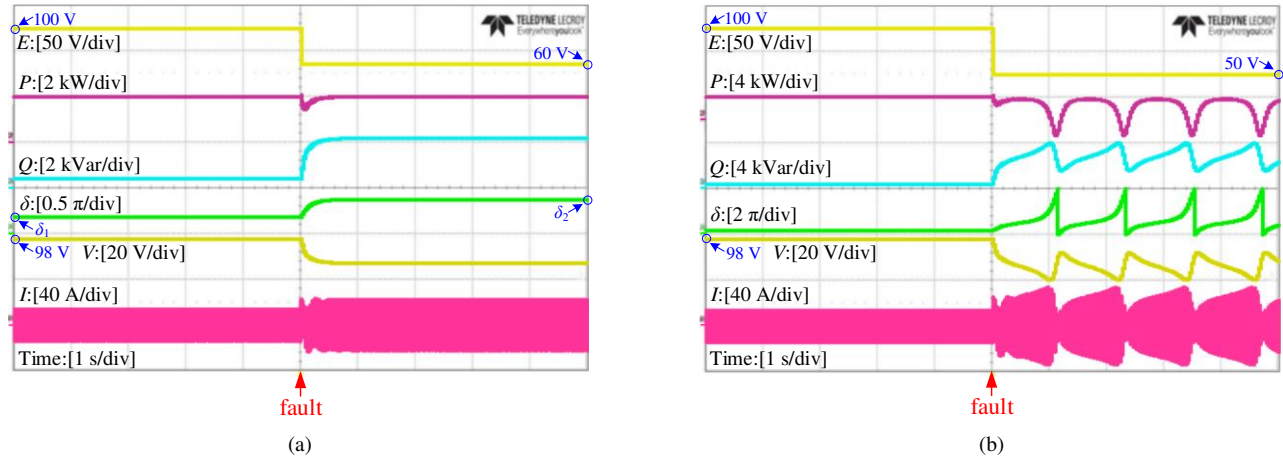 100 V
TELEDYNE LECROY
Everywhereyoulook™
E:[50 V/div]
60 V
P:[2 kW/div]
Q:[2 kVar/div]
δ:[0.5 π/div]
δ1
δ2
98 V V:[20 V/div]
I:[40 A/div]
Time:[1 s/div]
fault
(a)
100 V
TELEDYNE LECROY
Everywhereyoulook™
E:[50 V/div]
50 V
P:[4 kW/div]
Q:[4 kVar/div]
δ:[2 π/div]
98 V V:[20 V/div]
I:[40 A/div]
Time:[1 s/div]
fault
(b)